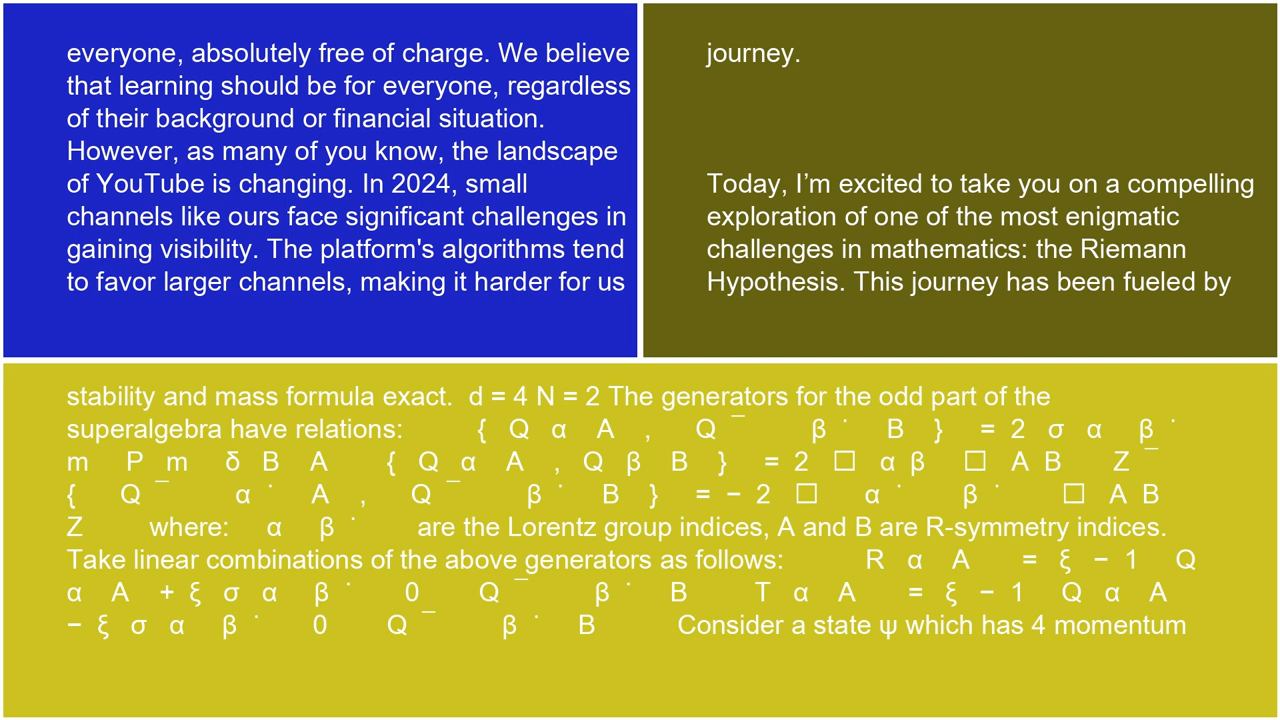 everyone, absolutely free of charge. We believe
that learning should be for everyone, regardless
of their background or financial situation.
However, as many of you know, the landscape
of YouTube is changing. In 2024, small
channels like ours face significant challenges in
gaining visibility. The platform's algorithms tend
to favor larger channels, making it harder for us
journey.
Today, I’m excited to take you on a compelling
exploration of one of the most enigmatic
challenges in mathematics: the Riemann
Hypothesis. This journey has been fueled by
stability and mass formula exact. d = 4 N = 2 The generators for the odd part of the
superalgebra have relations: { Q α A , Q ¯ β ˙ B } = 2 σ α β ˙
m P m δ B A { Q α A , Q β B } = 2 □ α β □ A B Z ¯
{ Q ¯ α ˙ A , Q ¯ β ˙ B } = − 2 □ α ˙ β ˙ □ A B
Z where: α β ˙ are the Lorentz group indices, A and B are R-symmetry indices.
Take linear combinations of the above generators as follows: R α A = ξ − 1 Q
α A + ξ σ α β ˙ 0 Q ¯ β ˙ B T α A = ξ − 1 Q α A
− ξ σ α β ˙ 0 Q ¯ β ˙ B Consider a state ψ which has 4 momentum